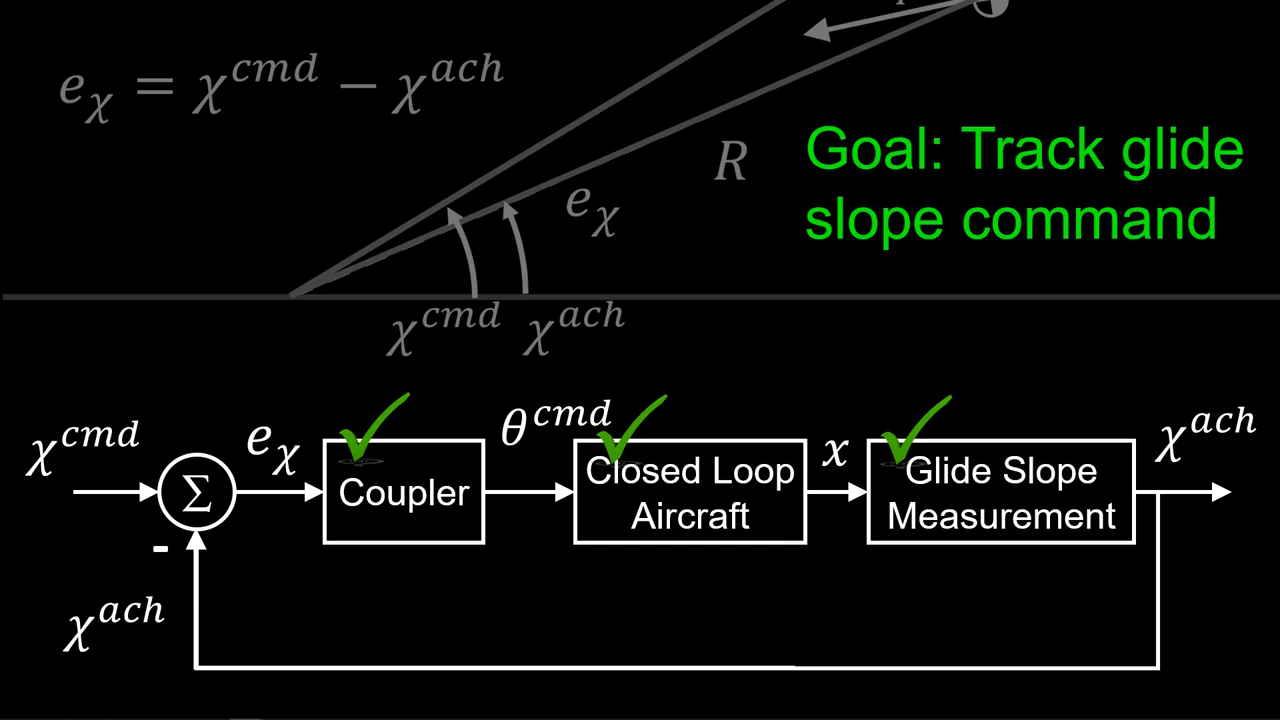 e_χ = χ^{cmd} − χ^{ach}
Goal: Track glide
slope command
R
e_χ
χ^{cmd} χ^{ach}
χ^{cmd}
e_χ
θ^{cmd}
x
χ^{ach}
Σ
Coupler
Closed Loop
Aircraft
Glide Slope
Measurement
-
χ^{ach}